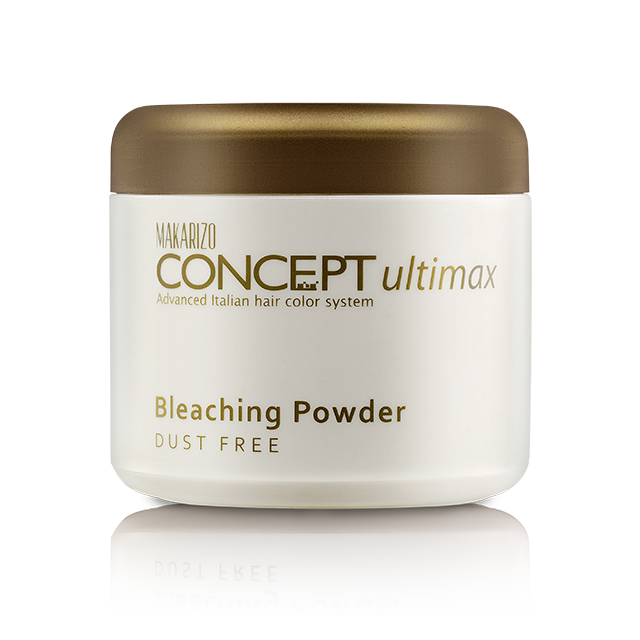 MAKARIZO
CONCEPT ultimax
Advanced Italian hair color system
Bleaching Powder
DUST FREE